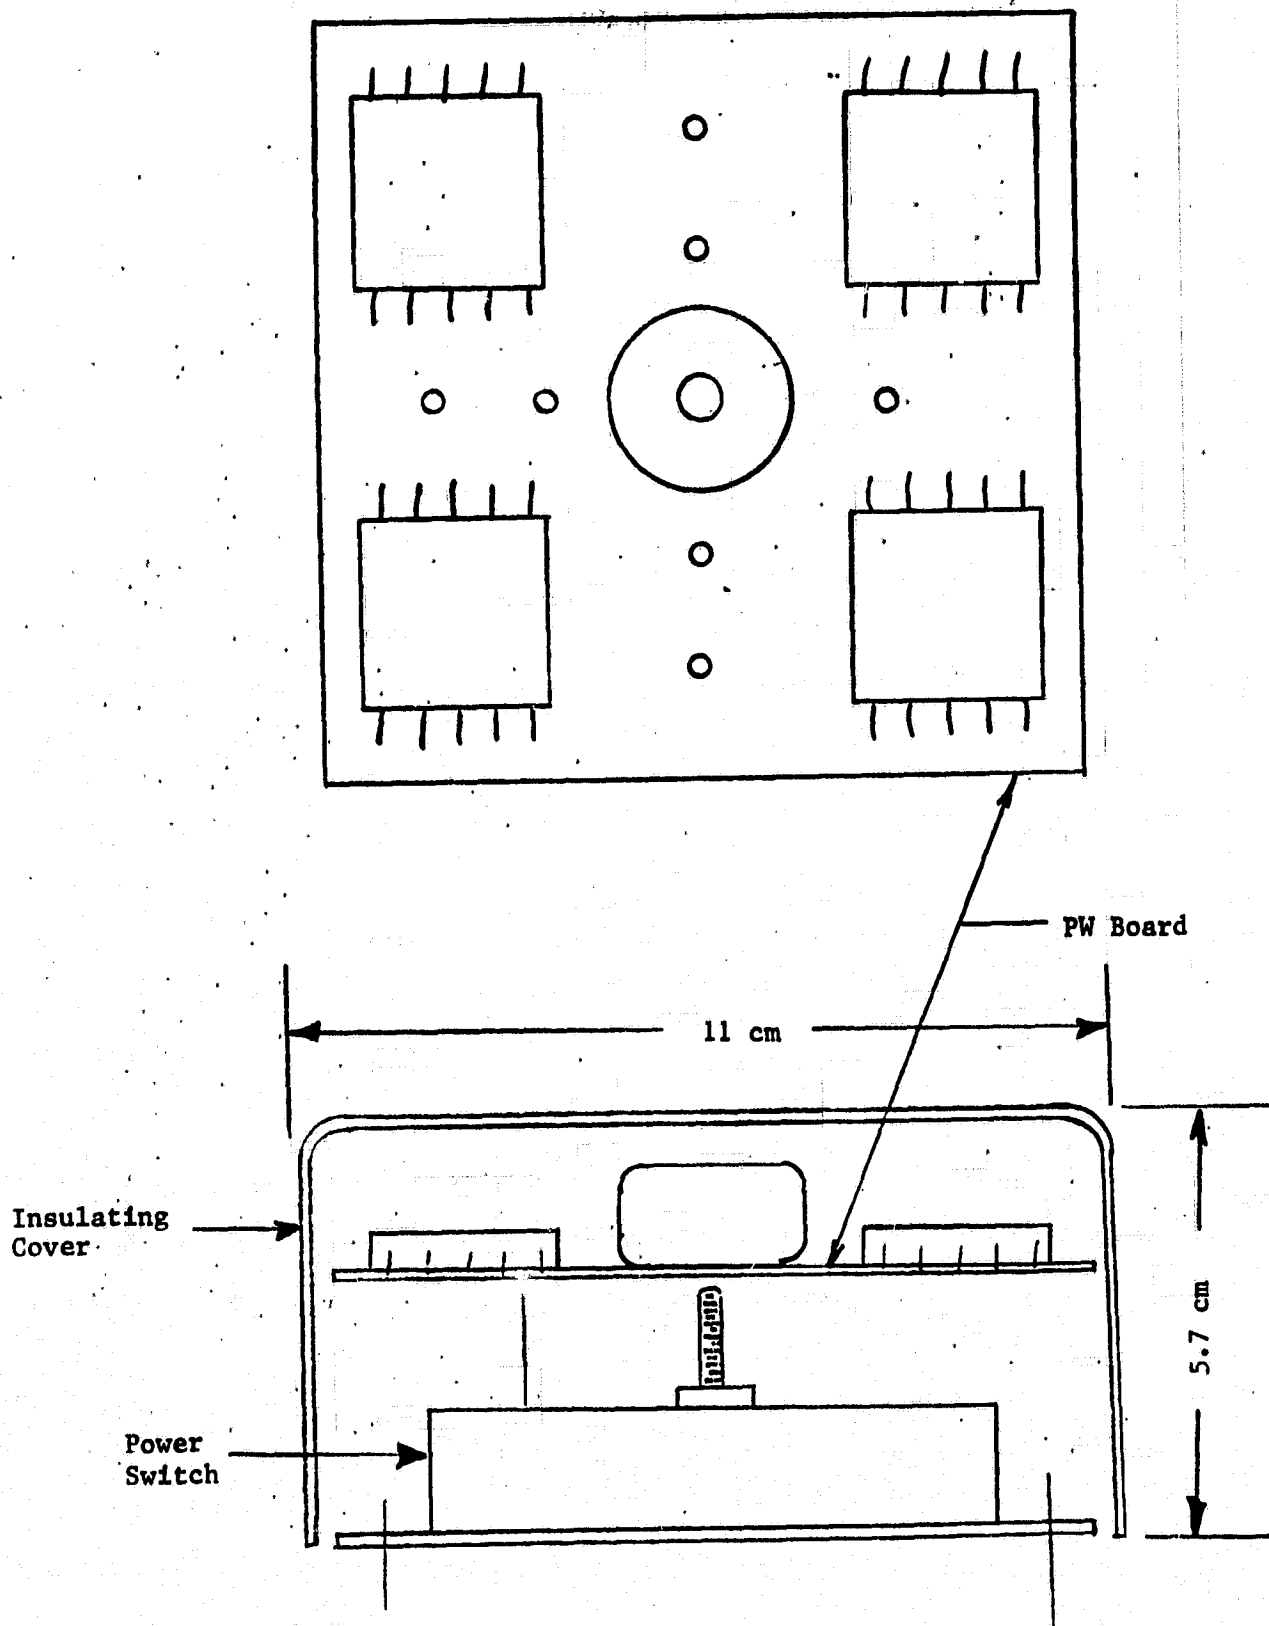 PW Board
11 cm
Insulating
Cover
5.7 cm
Power
Switch